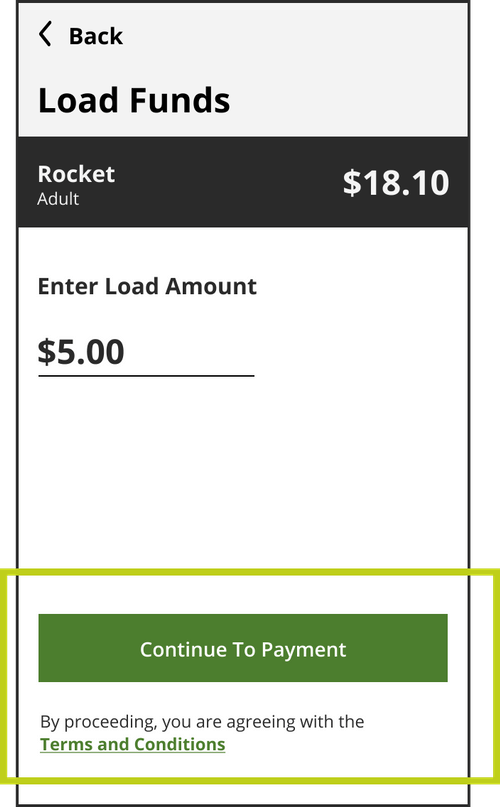 Back
Load Funds
Rocket
$18.10
Adult
Enter Load Amount
$5.00
Continue To Payment
By proceeding, you are agreeing with the
Terms and Conditions